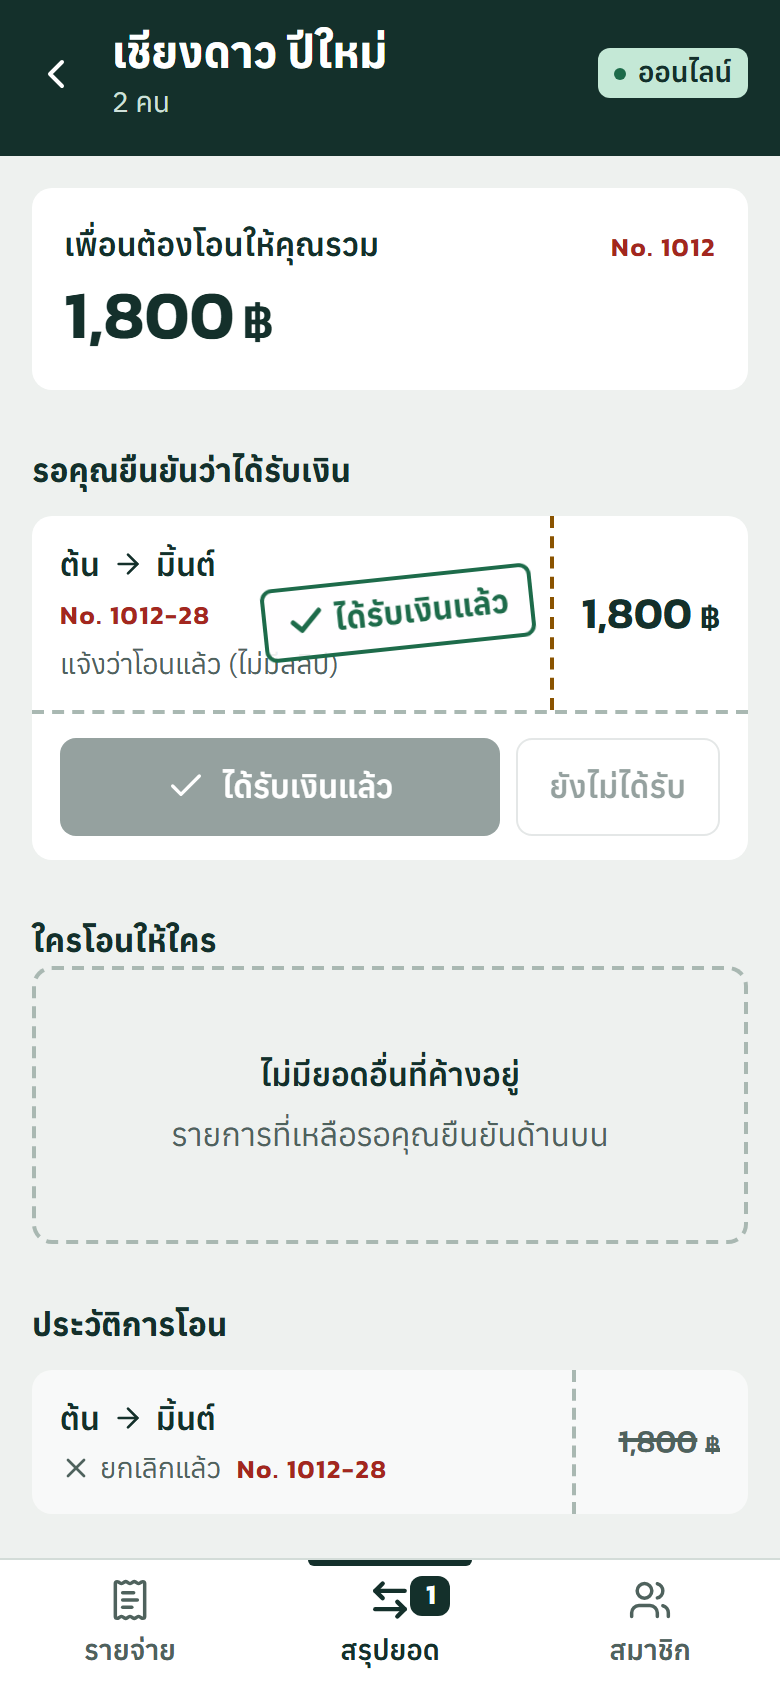 เชียงดาว ปีใหม่
2 คน
ออนไลน์
เพื่อนต้องโอนให้คุณรวม
No. 1012
1,800 ฿
รอคุณยืนยันว่าได้รับเงิน
ต้น → มิ้นต์
No. 1012-28
แจ้งว่าโอนแล้ว (ไม่มีสลิป)
✓ ได้รับเงินแล้ว
1,800 ฿
✓ ได้รับเงินแล้ว
ยังไม่ได้รับ
ใครโอนให้ใคร
ไม่มียอดอื่นที่ค้างอยู่
รายการที่เหลือรอคุณยืนยันด้านบน
ประวัติการโอน
ต้น → มิ้นต์
× ยกเลิกแล้ว No. 1012-28
1,800 ฿
1
รายจ่าย
สรุปยอด
สมาชิก